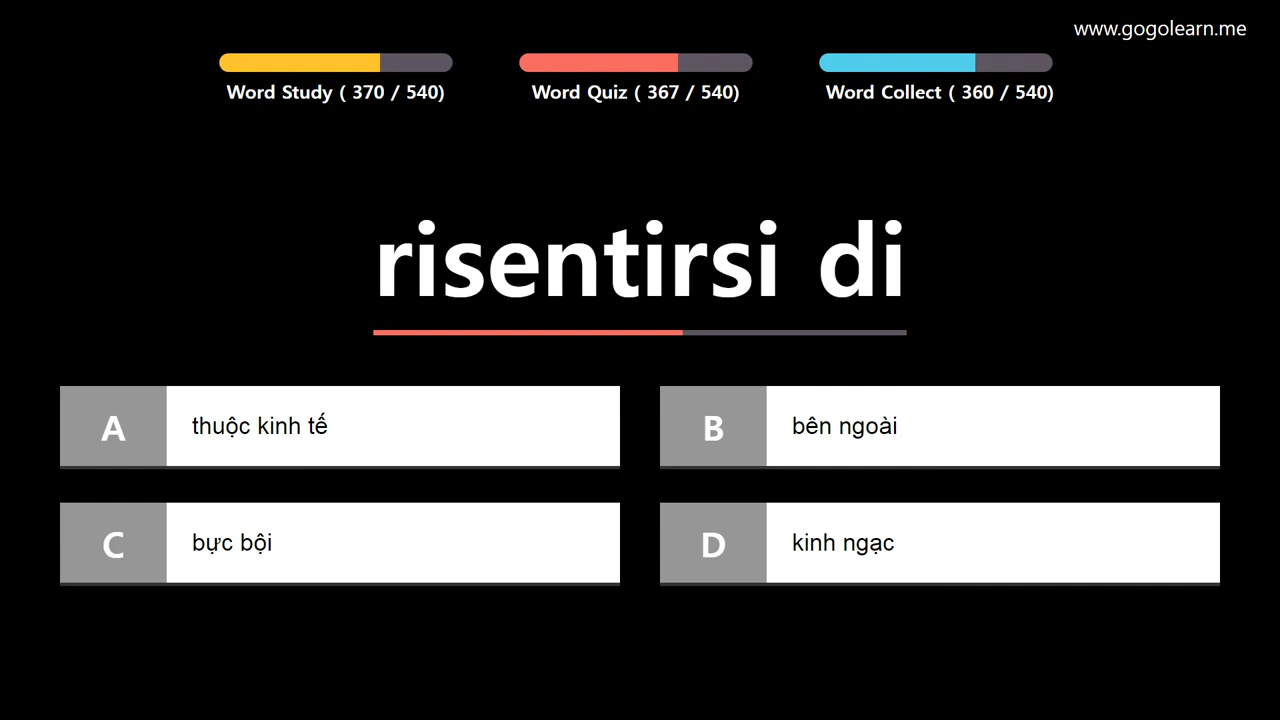 www.gogolearn.me
Word Study ( 370 / 540)
Word Quiz ( 367 / 540)
Word Collect ( 360 / 540)
risentirsi di
A thuộc kinh tế
B bên ngoài
C bực bội
D kinh ngạc